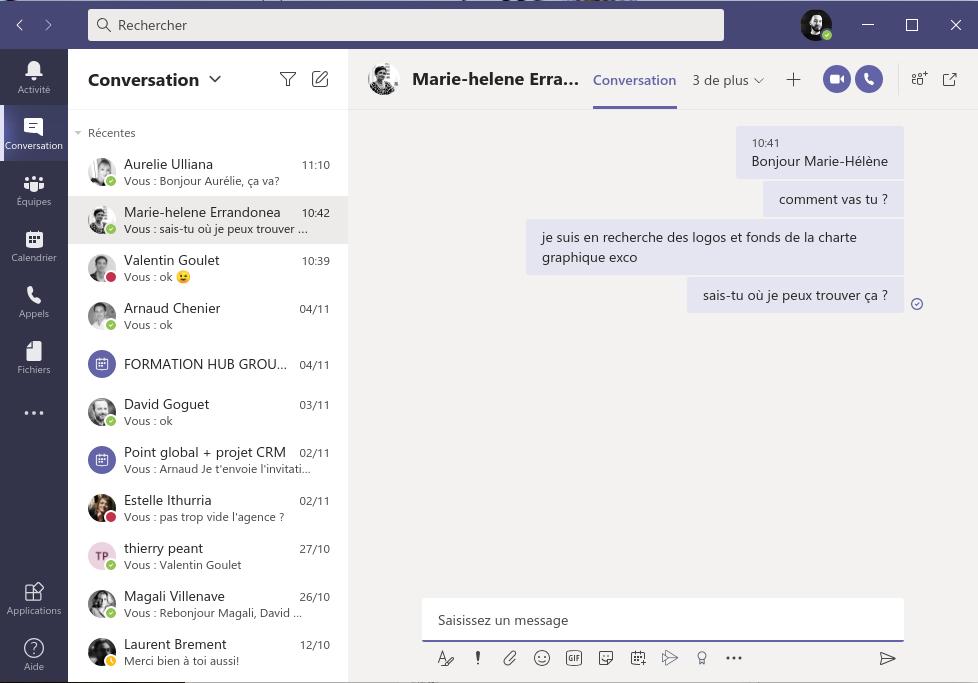 Rechercher
Activité
Conversation
Équipes
Calendrier
Appels
Fichiers
Applications
Aide
Conversation
Récentes
Aurelie Ulliana 11:10
Vous : Bonjour Aurélie, ça va?
Marie-helene Errandonea 10:42
Vous : sais-tu où je peux trouver ...
Valentin Goulet 10:39
Vous : ok 😉
Arnaud Chenier 04/11
Vous : ok
FORMATION HUB GROU... 04/11
David Goguet 03/11
Vous : ok
Point global + projet CRM 02/11
Vous : Arnaud Je t'envoie l'invitati...
Estelle Ithurria 02/11
Vous : pas trop vide l'agence ?
TP
thierry peant 27/10
Vous : Valentin Goulet
Magali Villenave 26/10
Vous : Rebonjour Magali, David ...
Laurent Brement 12/10
Merci bien à toi aussi!
Marie-helene Erra... Conversation 3 de plus
10:41
Bonjour Marie-Hélène
comment vas tu ?
je suis en recherche des logos et fonds de la charte
graphique exco
sais-tu où je peux trouver ça ?
Saisissez un message
GIF